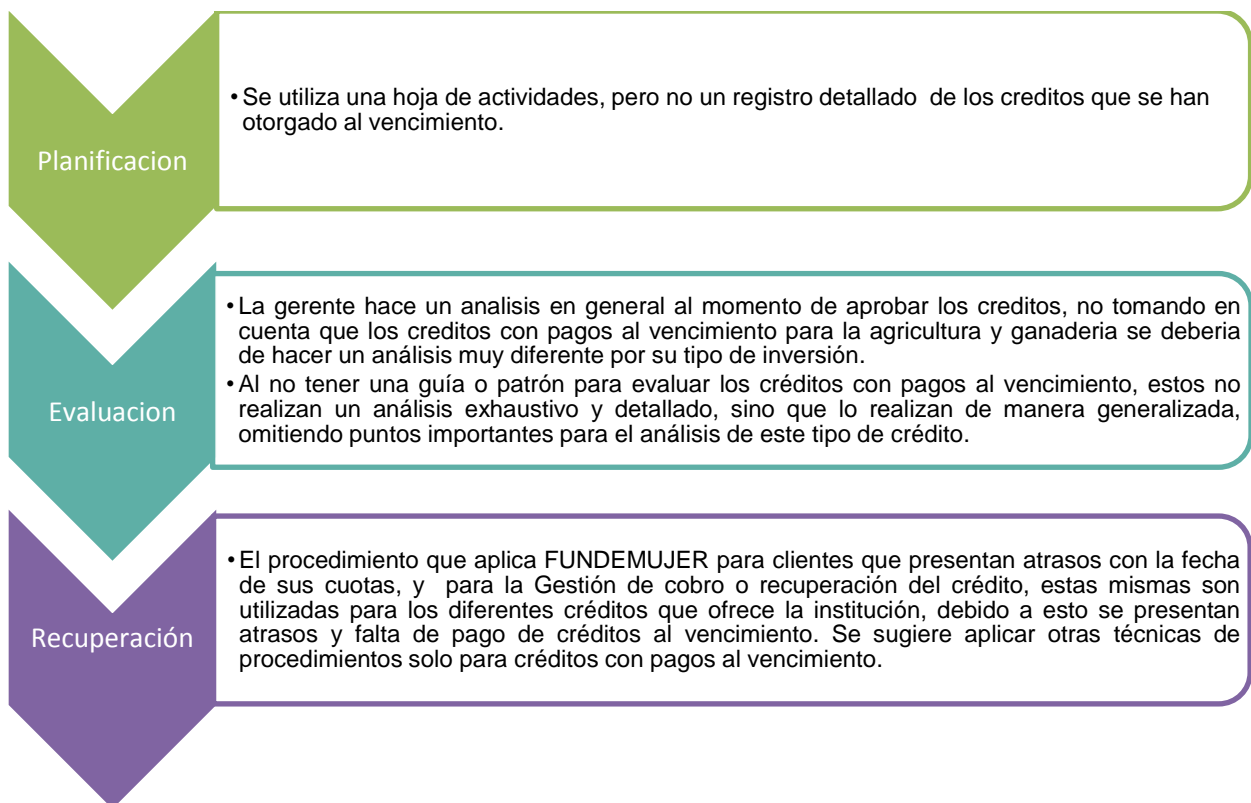 Planificacion
• Se utiliza una hoja de actividades, pero no un registro detallado de los creditos que se han
otorgado al vencimiento.
Evaluacion
• La gerente hace un analisis en general al momento de aprobar los creditos, no tomando en
cuenta que los creditos con pagos al vencimiento para la agricultura y ganaderia se deberia
de hacer un análisis muy diferente por su tipo de inversión.
• Al no tener una guía o patrón para evaluar los créditos con pagos al vencimiento, estos no
realizan un análisis exhaustivo y detallado, sino que lo realizan de manera generalizada,
omitiendo puntos importantes para el análisis de este tipo de crédito.
Recuperación
• El procedimiento que aplica FUNDEMUJER para clientes que presentan atrasos con la fecha
de sus cuotas, y para la Gestión de cobro o recuperación del crédito, estas mismas son
utilizadas para los diferentes créditos que ofrece la institución, debido a esto se presentan
atrasos y falta de pago de créditos al vencimiento. Se sugiere aplicar otras técnicas de
procedimientos solo para créditos con pagos al vencimiento.